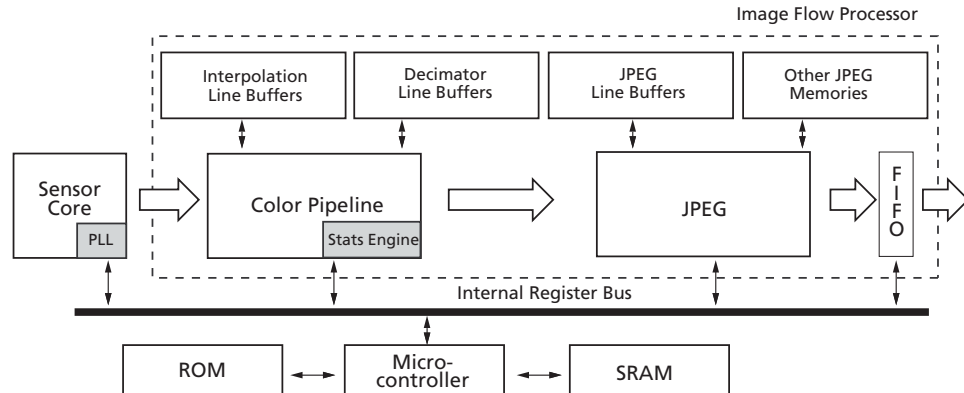 Image Flow Processor
Interpolation
Line Buffers
Decimator
Line Buffers
JPEG
Line Buffers
Other JPEG
Memories
Sensor
Core
PLL
Color Pipeline
Stats Engine
JPEG
FIFO
Internal Register Bus
ROM
Micro-
controller
SRAM